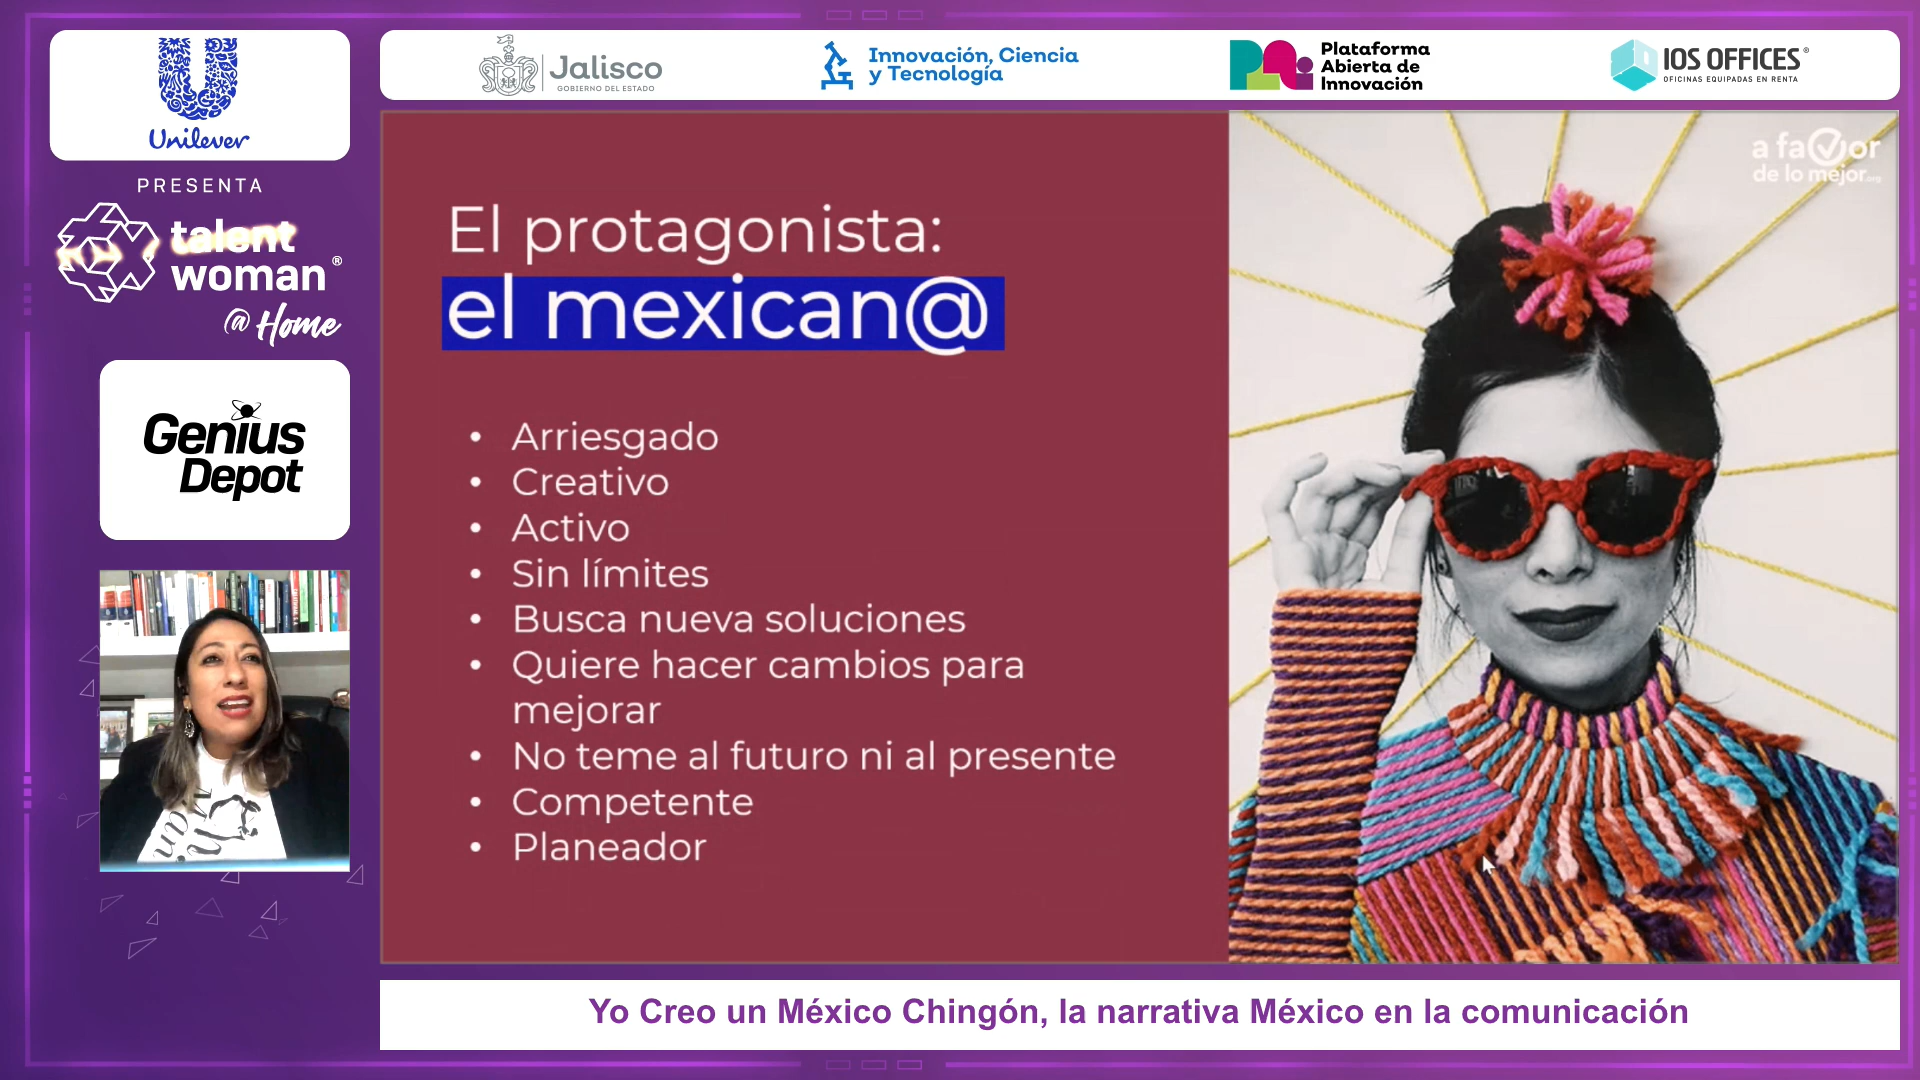 Unilever
PRESENTA
talent
woman®
@ Home
Genius
Depot
Jalisco
GOBIERNO DEL ESTADO
Innovación, Ciencia
y Tecnología
Plataforma
Abierta de
Innovación
IOS OFFICES®
OFICINAS EQUIPADAS EN RENTA
a favor
de lo mejor.org
El protagonista:
el mexican@
• Arriesgado
• Creativo
• Activo
• Sin límites
• Busca nueva soluciones
• Quiere hacer cambios para
mejorar
• No teme al futuro ni al presente
• Competente
• Planeador
Yo Creo un México Chingón, la narrativa México en la comunicación